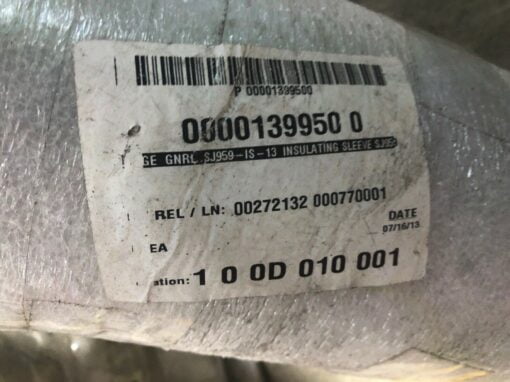 P 00001399500
0000139950 0
GE GNRL SJ959-IS-13 INSULATING SLEEVE SJ959
REL / LN: 00272132 000770001
DATE
07/16/13
EA
ation: 1 0 0D 010 001